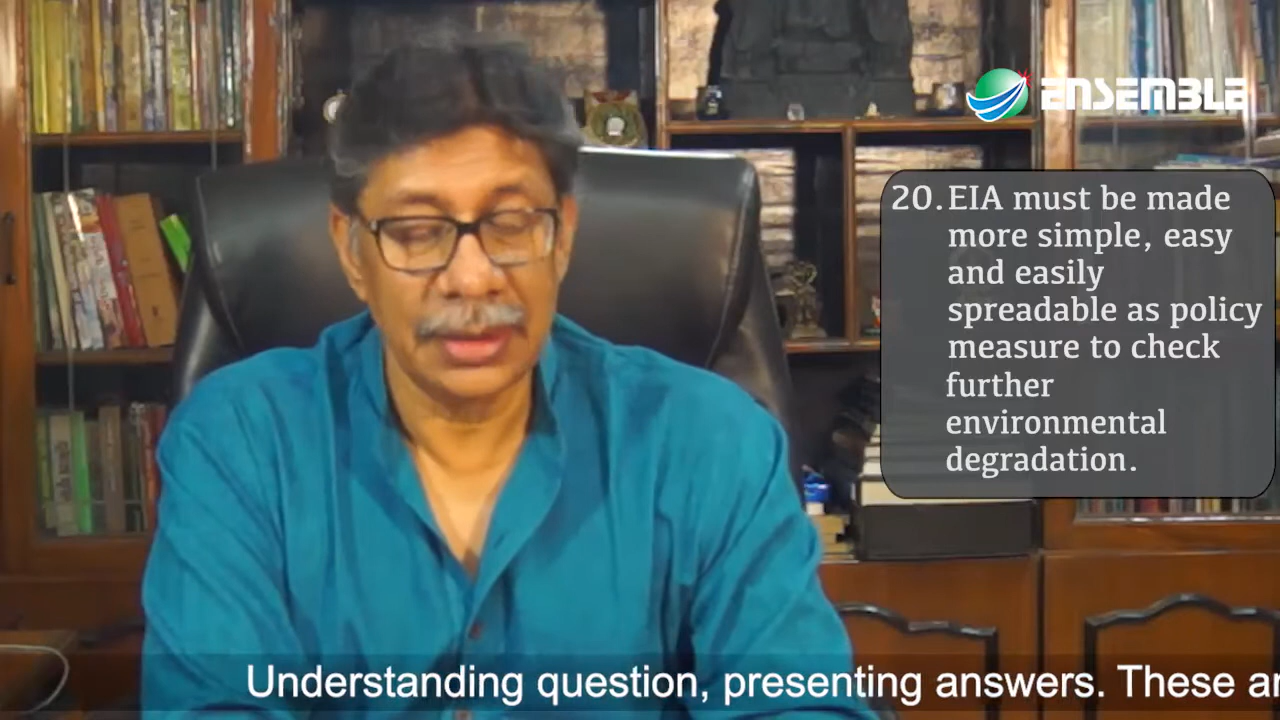 ENSEMBLE
20. EIA must be made
more simple, easy
and easily
spreadable as policy
measure to check
further
environmental
degradation.
Understanding question, presenting answers. These